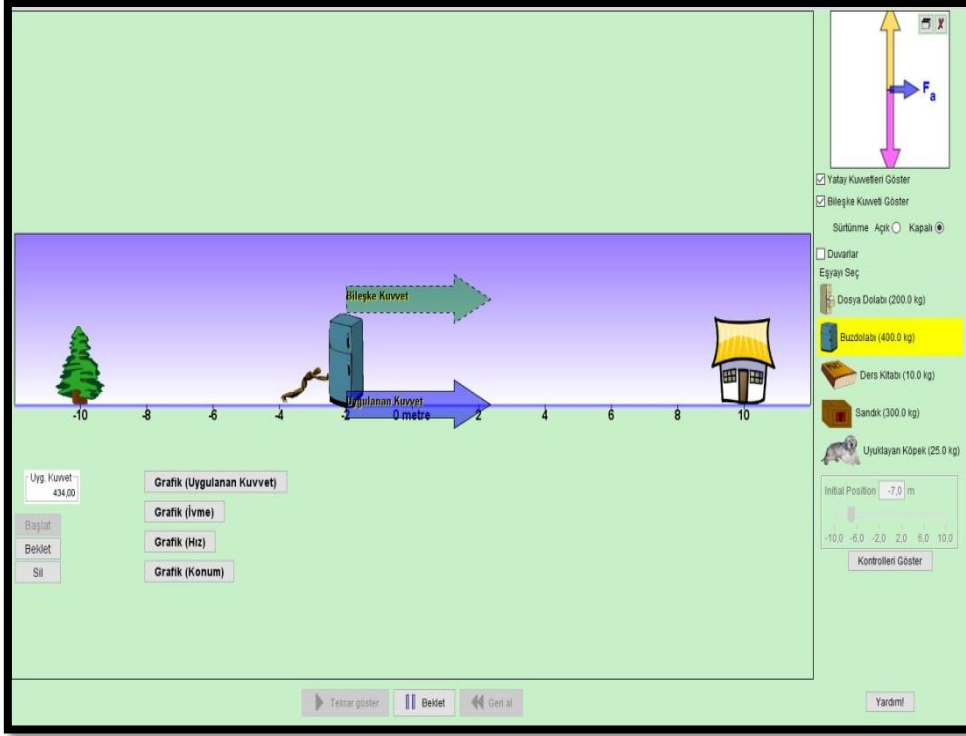 F a
Yatay Kuvvetleri Göster
Bileşke Kuvveti Göster
Sürtünme Açık Kapalı
Duvarlar
Eşyayı Seç
Dosya Dolabı (200.0 kg)
Buzdolabı (400.0 kg)
Ders Kitabı (10.0 kg)
Sandık (300.0 kg)
Uyuklayan Köpek (25.0 kg)
Initial Position -7,0 m
-10,0 -6,0 -2,0 2,0 6,0 10,0
Kontrolleri Göster
Bileşke Kuvvet
Uygulanan Kuvvet
-10 -8 -6 -4 -2 0 metre 2 4 6 8 10
Uyg. Kuvvet
434,00
Başlat
Beklet
Sil
Grafik (Uygulanan Kuvvet)
Grafik (İvme)
Grafik (Hız)
Grafik (Konum)
Tekrar göster Beklet Geri al
Yardım!